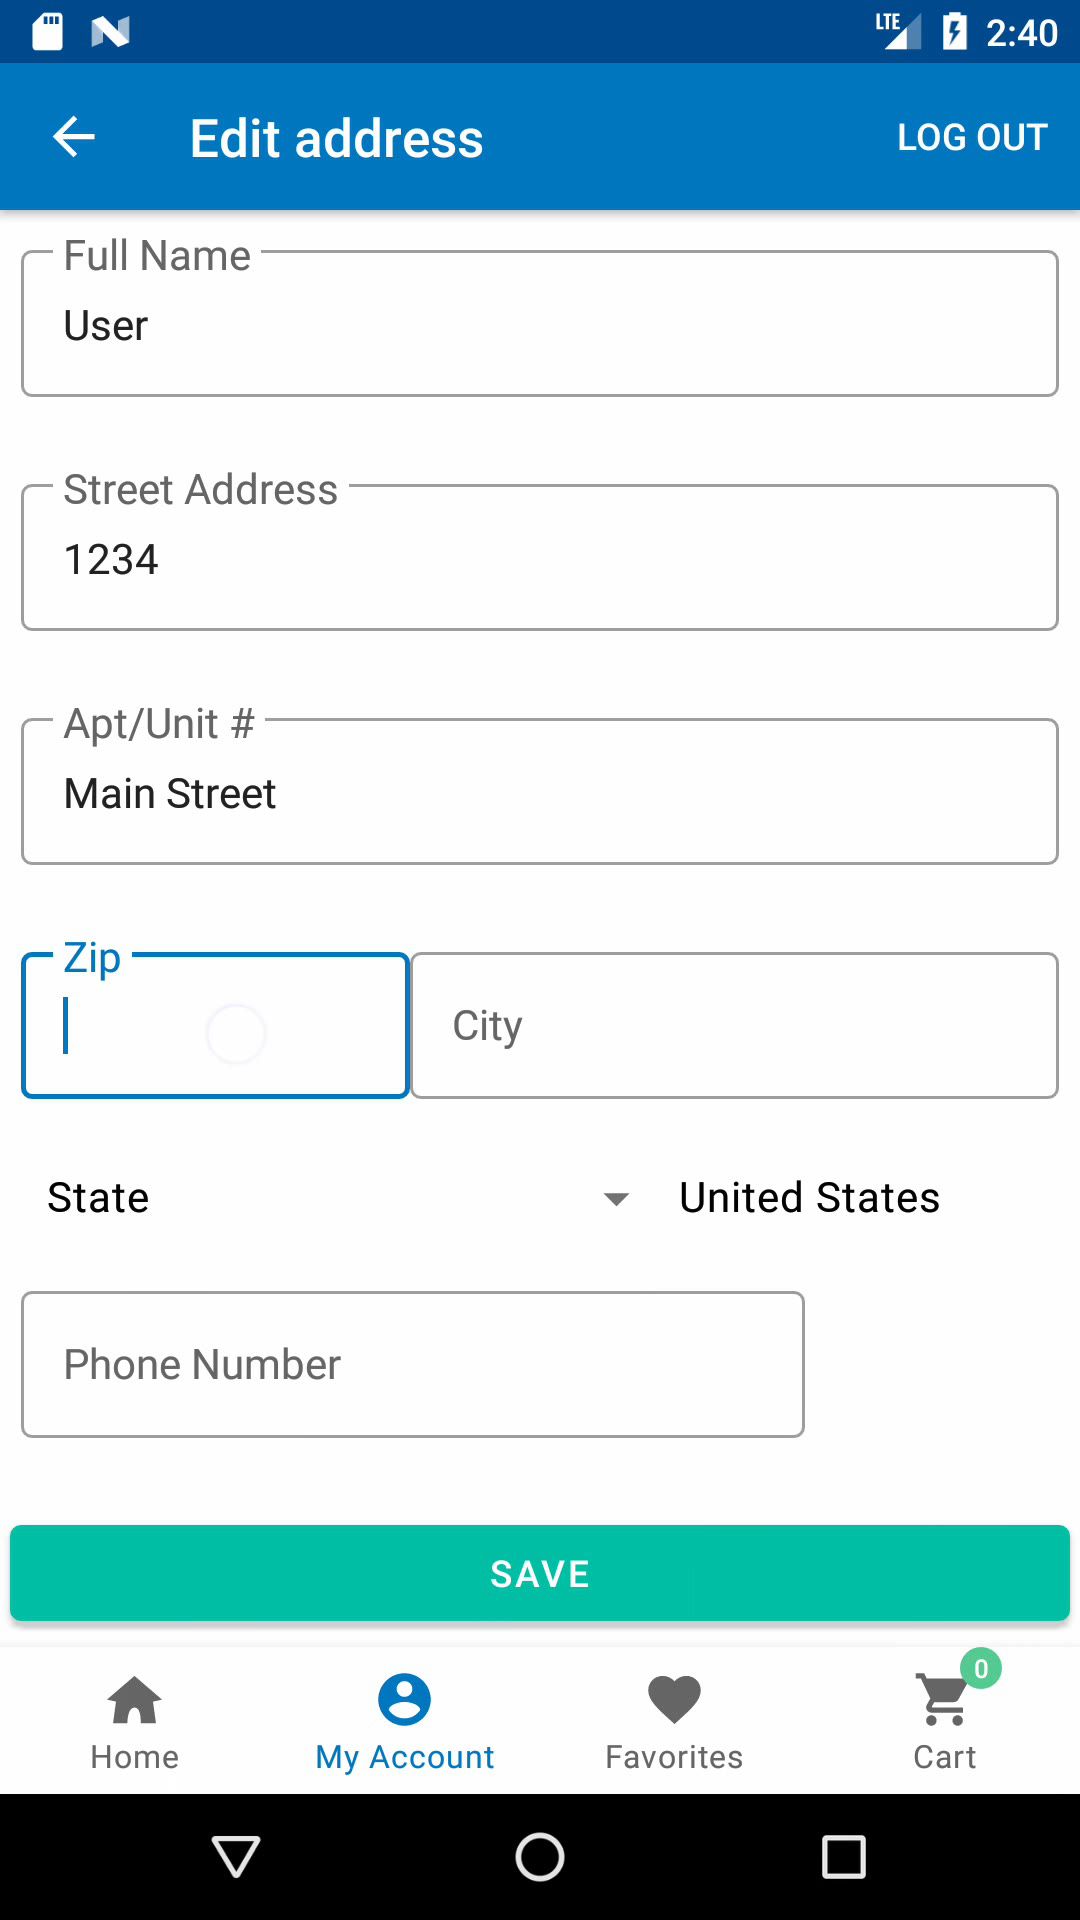 LTE 2:40
Edit address LOG OUT
Full Name
User
Street Address
1234
Apt/Unit #
Main Street
Zip
City
State United States
Phone Number
SAVE
0
Home My Account Favorites Cart